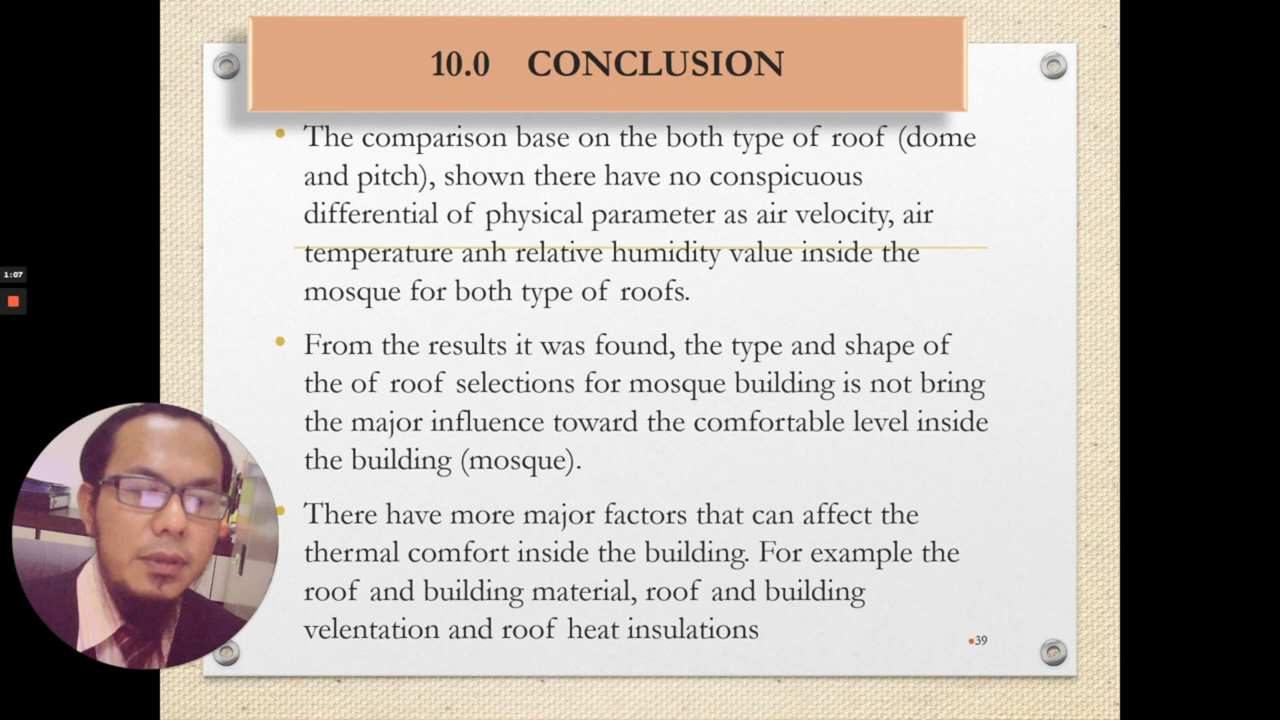 10.0 CONCLUSION
• The comparison base on the both type of roof (dome
and pitch), shown there have no conspicuous
differential of physical parameter as air velocity, air
temperature anh relative humidity value inside the
mosque for both type of roofs.
• From the results it was found, the type and shape of
the of roof selections for mosque building is not bring
the major influence toward the comfortable level inside
the building (mosque).
• There have more major factors that can affect the
thermal comfort inside the building. For example the
roof and building material, roof and building
velentation and roof heat insulations
•39
1:07